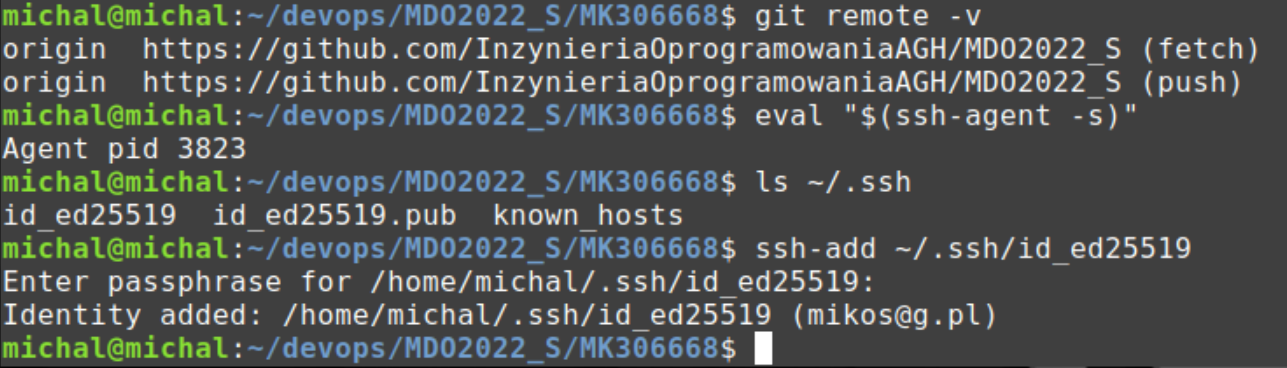 michal@michal:~/devops/MDO2022_S/MK306668$ git remote -v
origin  https://github.com/InzynieriaOprogramowaniaAGH/MDO2022_S (fetch)
origin  https://github.com/InzynieriaOprogramowaniaAGH/MDO2022_S (push)
michal@michal:~/devops/MDO2022_S/MK306668$ eval "$(ssh-agent -s)"
Agent pid 3823
michal@michal:~/devops/MDO2022_S/MK306668$ ls ~/.ssh
id_ed25519  id_ed25519.pub  known_hosts
michal@michal:~/devops/MDO2022_S/MK306668$ ssh-add ~/.ssh/id_ed25519
Enter passphrase for /home/michal/.ssh/id_ed25519:
Identity added: /home/michal/.ssh/id_ed25519 (mikos@g.pl)
michal@michal:~/devops/MDO2022_S/MK306668$